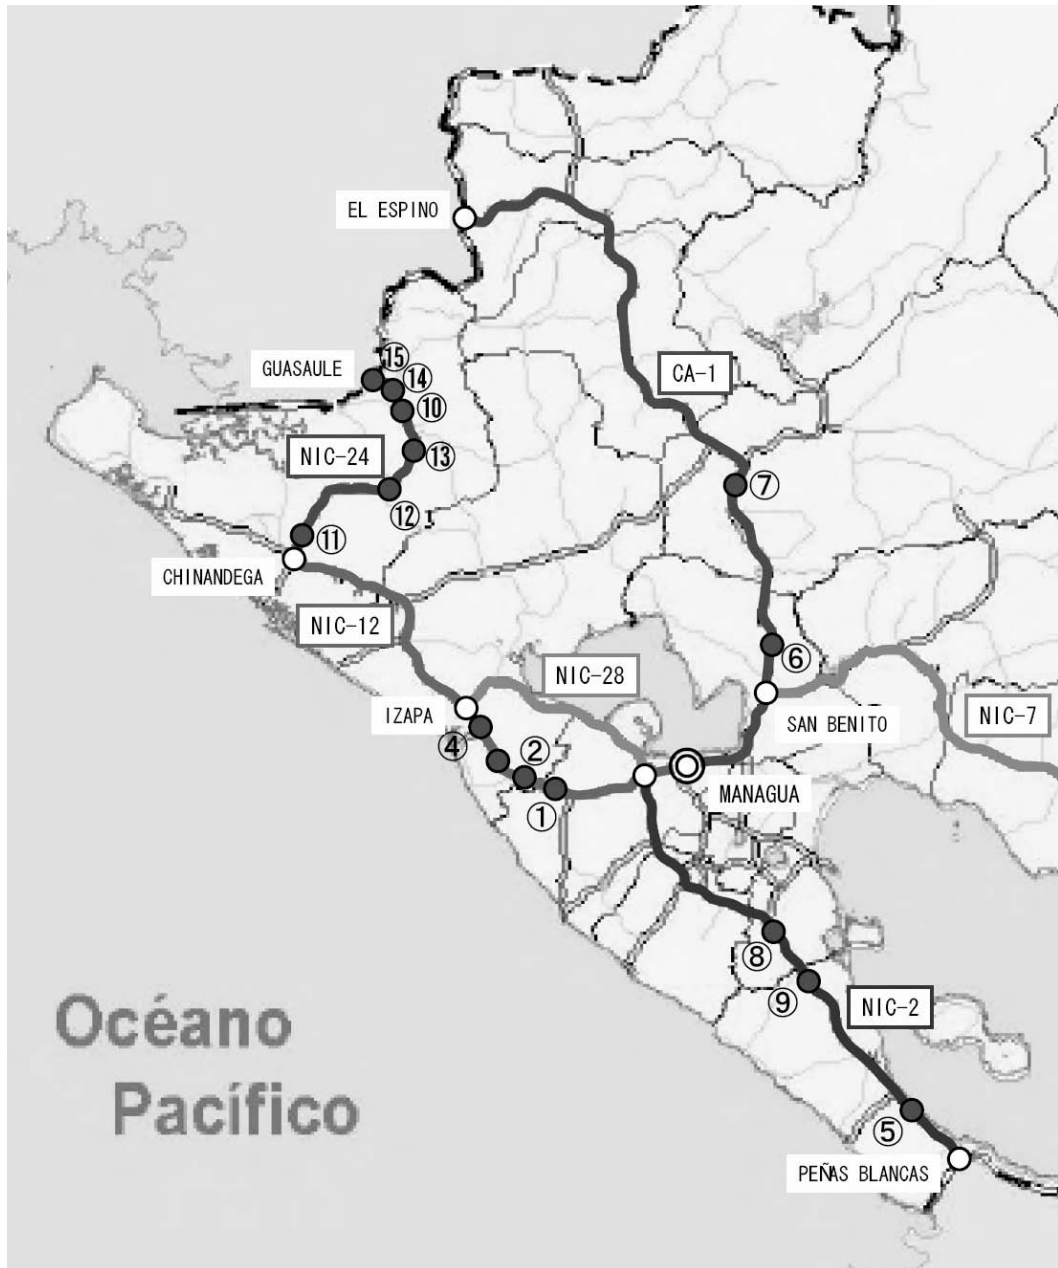 EL ESPINO
GUASAULE
⑮
⑭
⑩
CA-1
NIC-24
⑬
⑦
⑫
⑪
CHINANDEGA
NIC-12
⑥
NIC-28
IZAPA
SAN BENITO
NIC-7
④
②
MANAGUA
①
⑧
⑨
NIC-2
Océano
Pacífico
⑤
PEÑAS BLANCAS